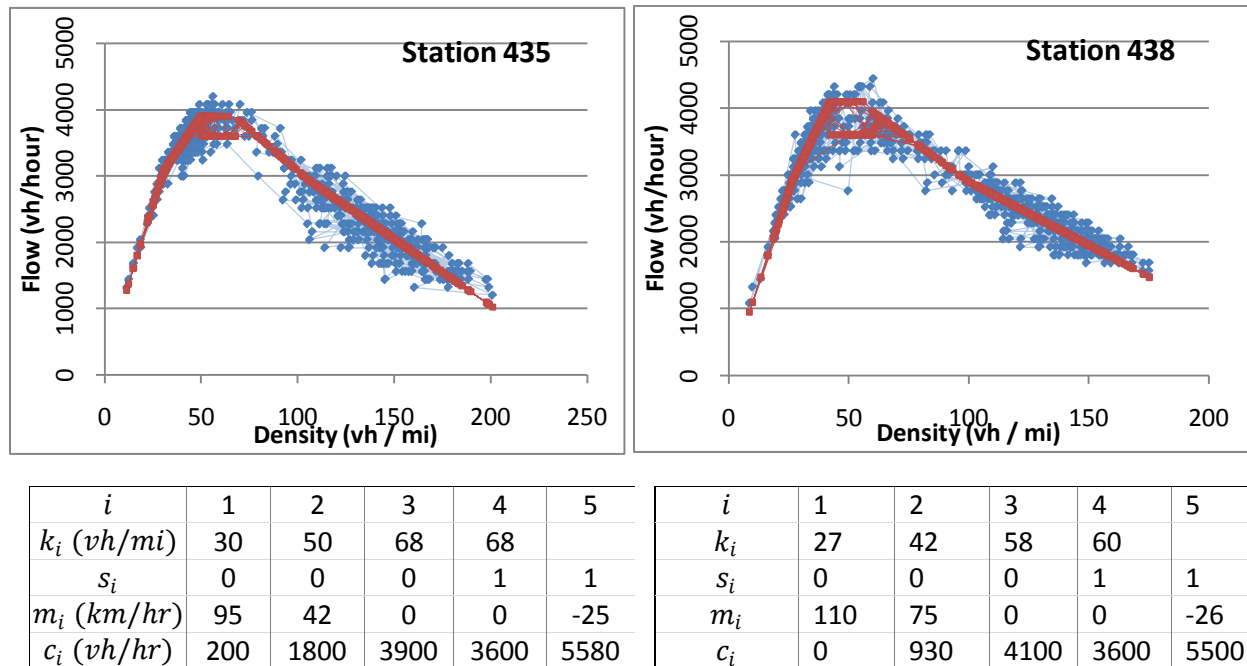 Station 435
Flow (vh/hour)
5000
4000
3000
2000
1000
0
0 50 100 150 200 250
Density (vh / mi)
Station 438
Flow (vh/hour)
5000
4000
3000
2000
1000
0
0 50 100 150 200
Density (vh / mi)
i 1 2 3 4 5
k_i (vh/mi) 30 50 68 68
s_i 0 0 0 1 1
m_i (km/hr) 95 42 0 0 -25
c_i (vh/hr) 200 1800 3900 3600 5580
i 1 2 3 4 5
k_i 27 42 58 60
s_i 0 0 0 1 1
m_i 110 75 0 0 -26
c_i 0 930 4100 3600 5500